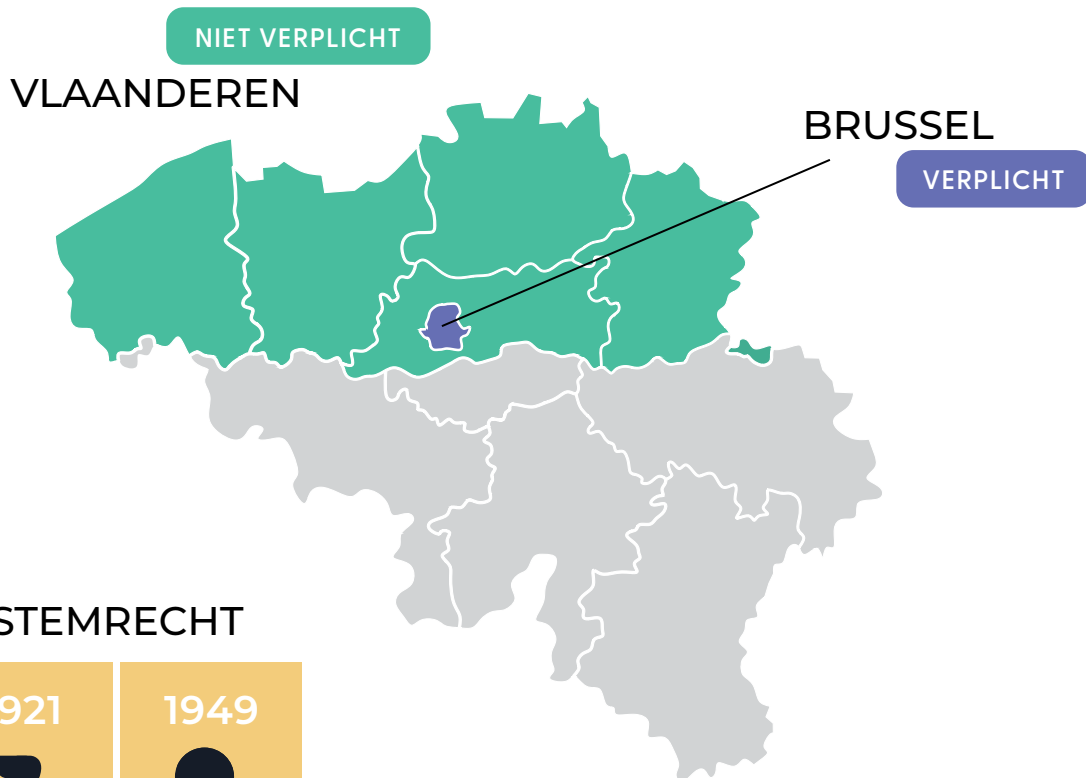 NIET VERPLICHT
VLAANDEREN
BRUSSEL
VERPLICHT
STEMRECHT
921
1949